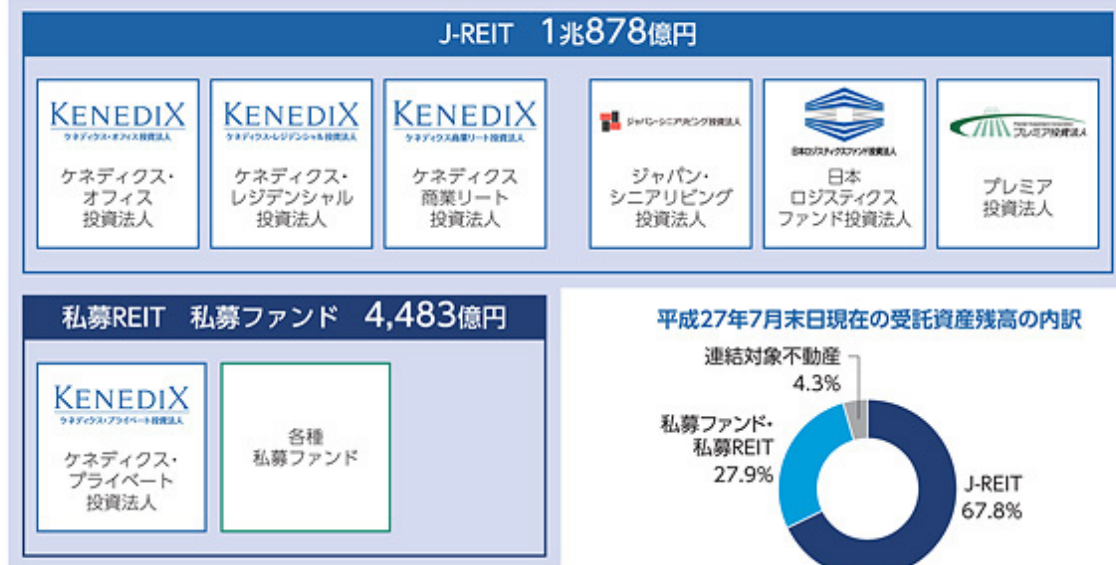 J-REIT 1兆878億円
KENEDIX
ケネディクス・オフィス投資法人
ケネディクス・
オフィス
投資法人
KENEDIX
ケネディクス・レジデンシャル投資法人
ケネディクス・
レジデンシャル
投資法人
KENEDIX
ケネディクス商業リート投資法人
ケネディクス
商業リート
投資法人
ジャパン・シニアリビング投資法人
ジャパン・
シニアリビング
投資法人
日本ロジスティクスファンド投資法人
日本
ロジスティクス
ファンド投資法人
プレミア投資法人
プレミア
投資法人
私募REIT 私募ファンド 4,483億円
KENEDIX
ケネディクス・プライベート投資法人
ケネディクス・
プライベート
投資法人
各種
私募ファンド
平成27年7月末日現在の受託資産残高の内訳
連結対象不動産
4.3%
私募ファンド・
私募REIT
27.9%
J-REIT
67.8%